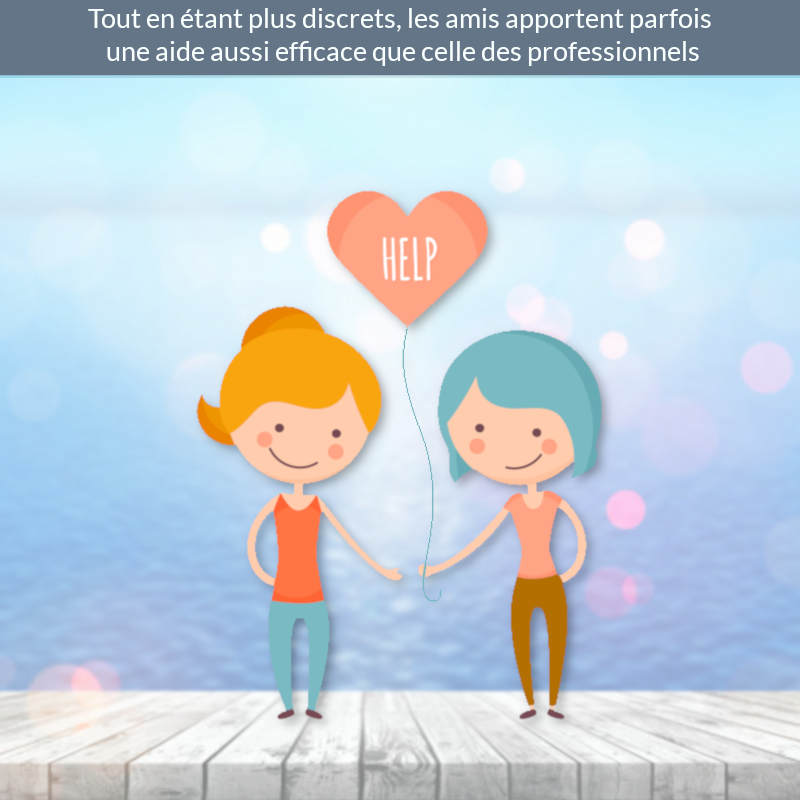 Tout en étant plus discrets, les amis apportent parfois
une aide aussi efficace que celle des professionnels
HELP